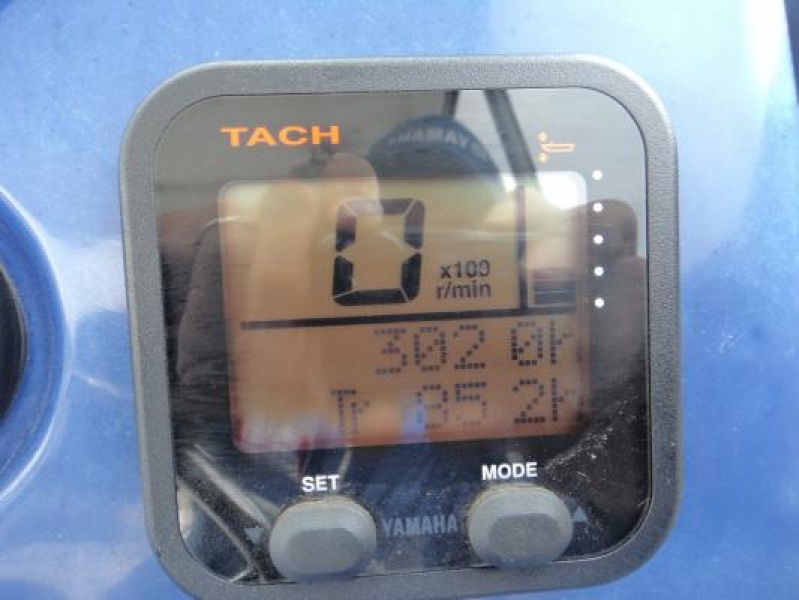 TACH
0 x100
r/min
302 0h
Tr 85 2h
SET MODE
YAMAHA